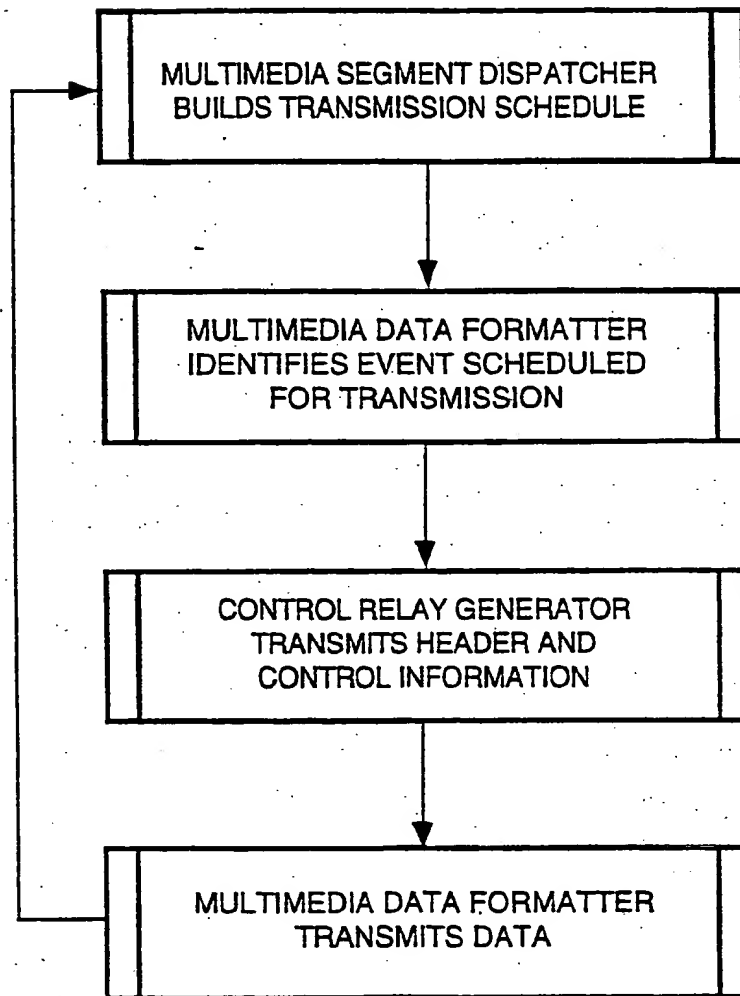 MULTIMEDIA SEGMENT DISPATCHER
BUILDS TRANSMISSION SCHEDULE
MULTIMEDIA DATA FORMATTER
IDENTIFIES EVENT SCHEDULED
FOR TRANSMISSION
CONTROL RELAY GENERATOR
TRANSMITS HEADER AND
CONTROL INFORMATION
MULTIMEDIA DATA FORMATTER
TRANSMITS DATA